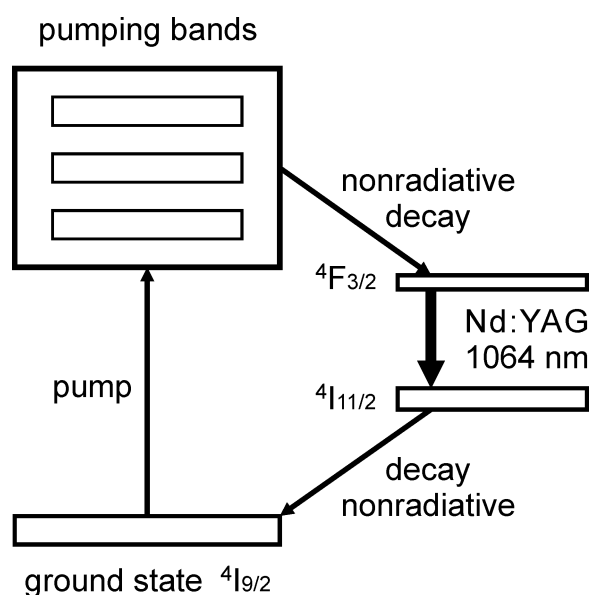 pumping bands
nonradiative
decay
⁴F₃/₂
Nd:YAG
1064 nm
pump
⁴I₁₁/₂
decay
nonradiative
ground state ⁴I₉/₂